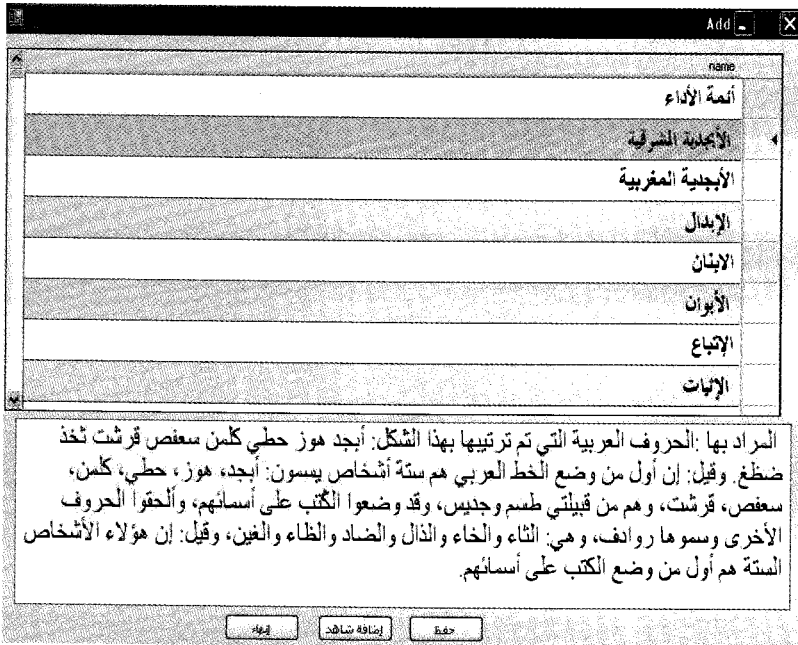 Add
name
أئمة الأداء
الأبجدية المشرقية
الأبجدية المغربية
الإبدال
الابنان
الأبوان
الإتباع
الإثبات
المراد بها :الحروف العربية التي تم ترتيبها بهذا الشكل: أبجد هوز حطي كلمن سعفص قرشت ثخذ
ضظغ. وقيل: إن أول من وضع الخط العربي هم ستة أشخاص يسمون: أبجد، هوز، حطي، كلمن،
سعفص، قرشت، وهم من قبيلتي طسم وجديس، وقد وضعوا الكتب على أسمائهم، وألحقوا الحروف
الأخرى وسموها روادف، وهي: الثاء والخاء والذال والضاد والظاء والغين، وقيل: إن هؤلاء الأشخاص
الستة هم أول من وضع الكتب على أسمائهم.
حفظ إضافة شاهد إنهاء